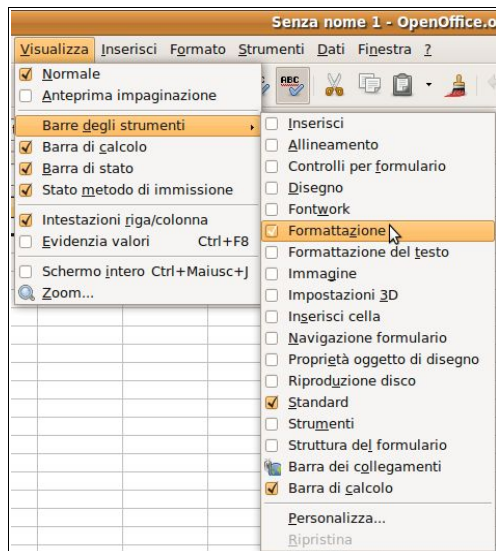 Senza nome 1 - OpenOffice.o
Visualizza Inserisci Formato Strumenti Dati Finestra ?
Normale
Anteprima impaginazione
Barre degli strumenti
Barra di calcolo
Barra di stato
Stato metodo di immissione
Intestazioni riga/colonna
Evidenzia valori Ctrl+F8
Schermo intero Ctrl+Maiusc+J
Zoom...
ABC
Inserisci
Allineamento
Controlli per formulario
Disegno
Fontwork
Formattazione
Formattazione del testo
Immagine
Impostazioni 3D
Inserisci cella
Navigazione formulario
Proprietà oggetto di disegno
Riproduzione disco
Standard
Strumenti
Struttura del formulario
Barra dei collegamenti
Barra di calcolo
Personalizza...
Ripristina